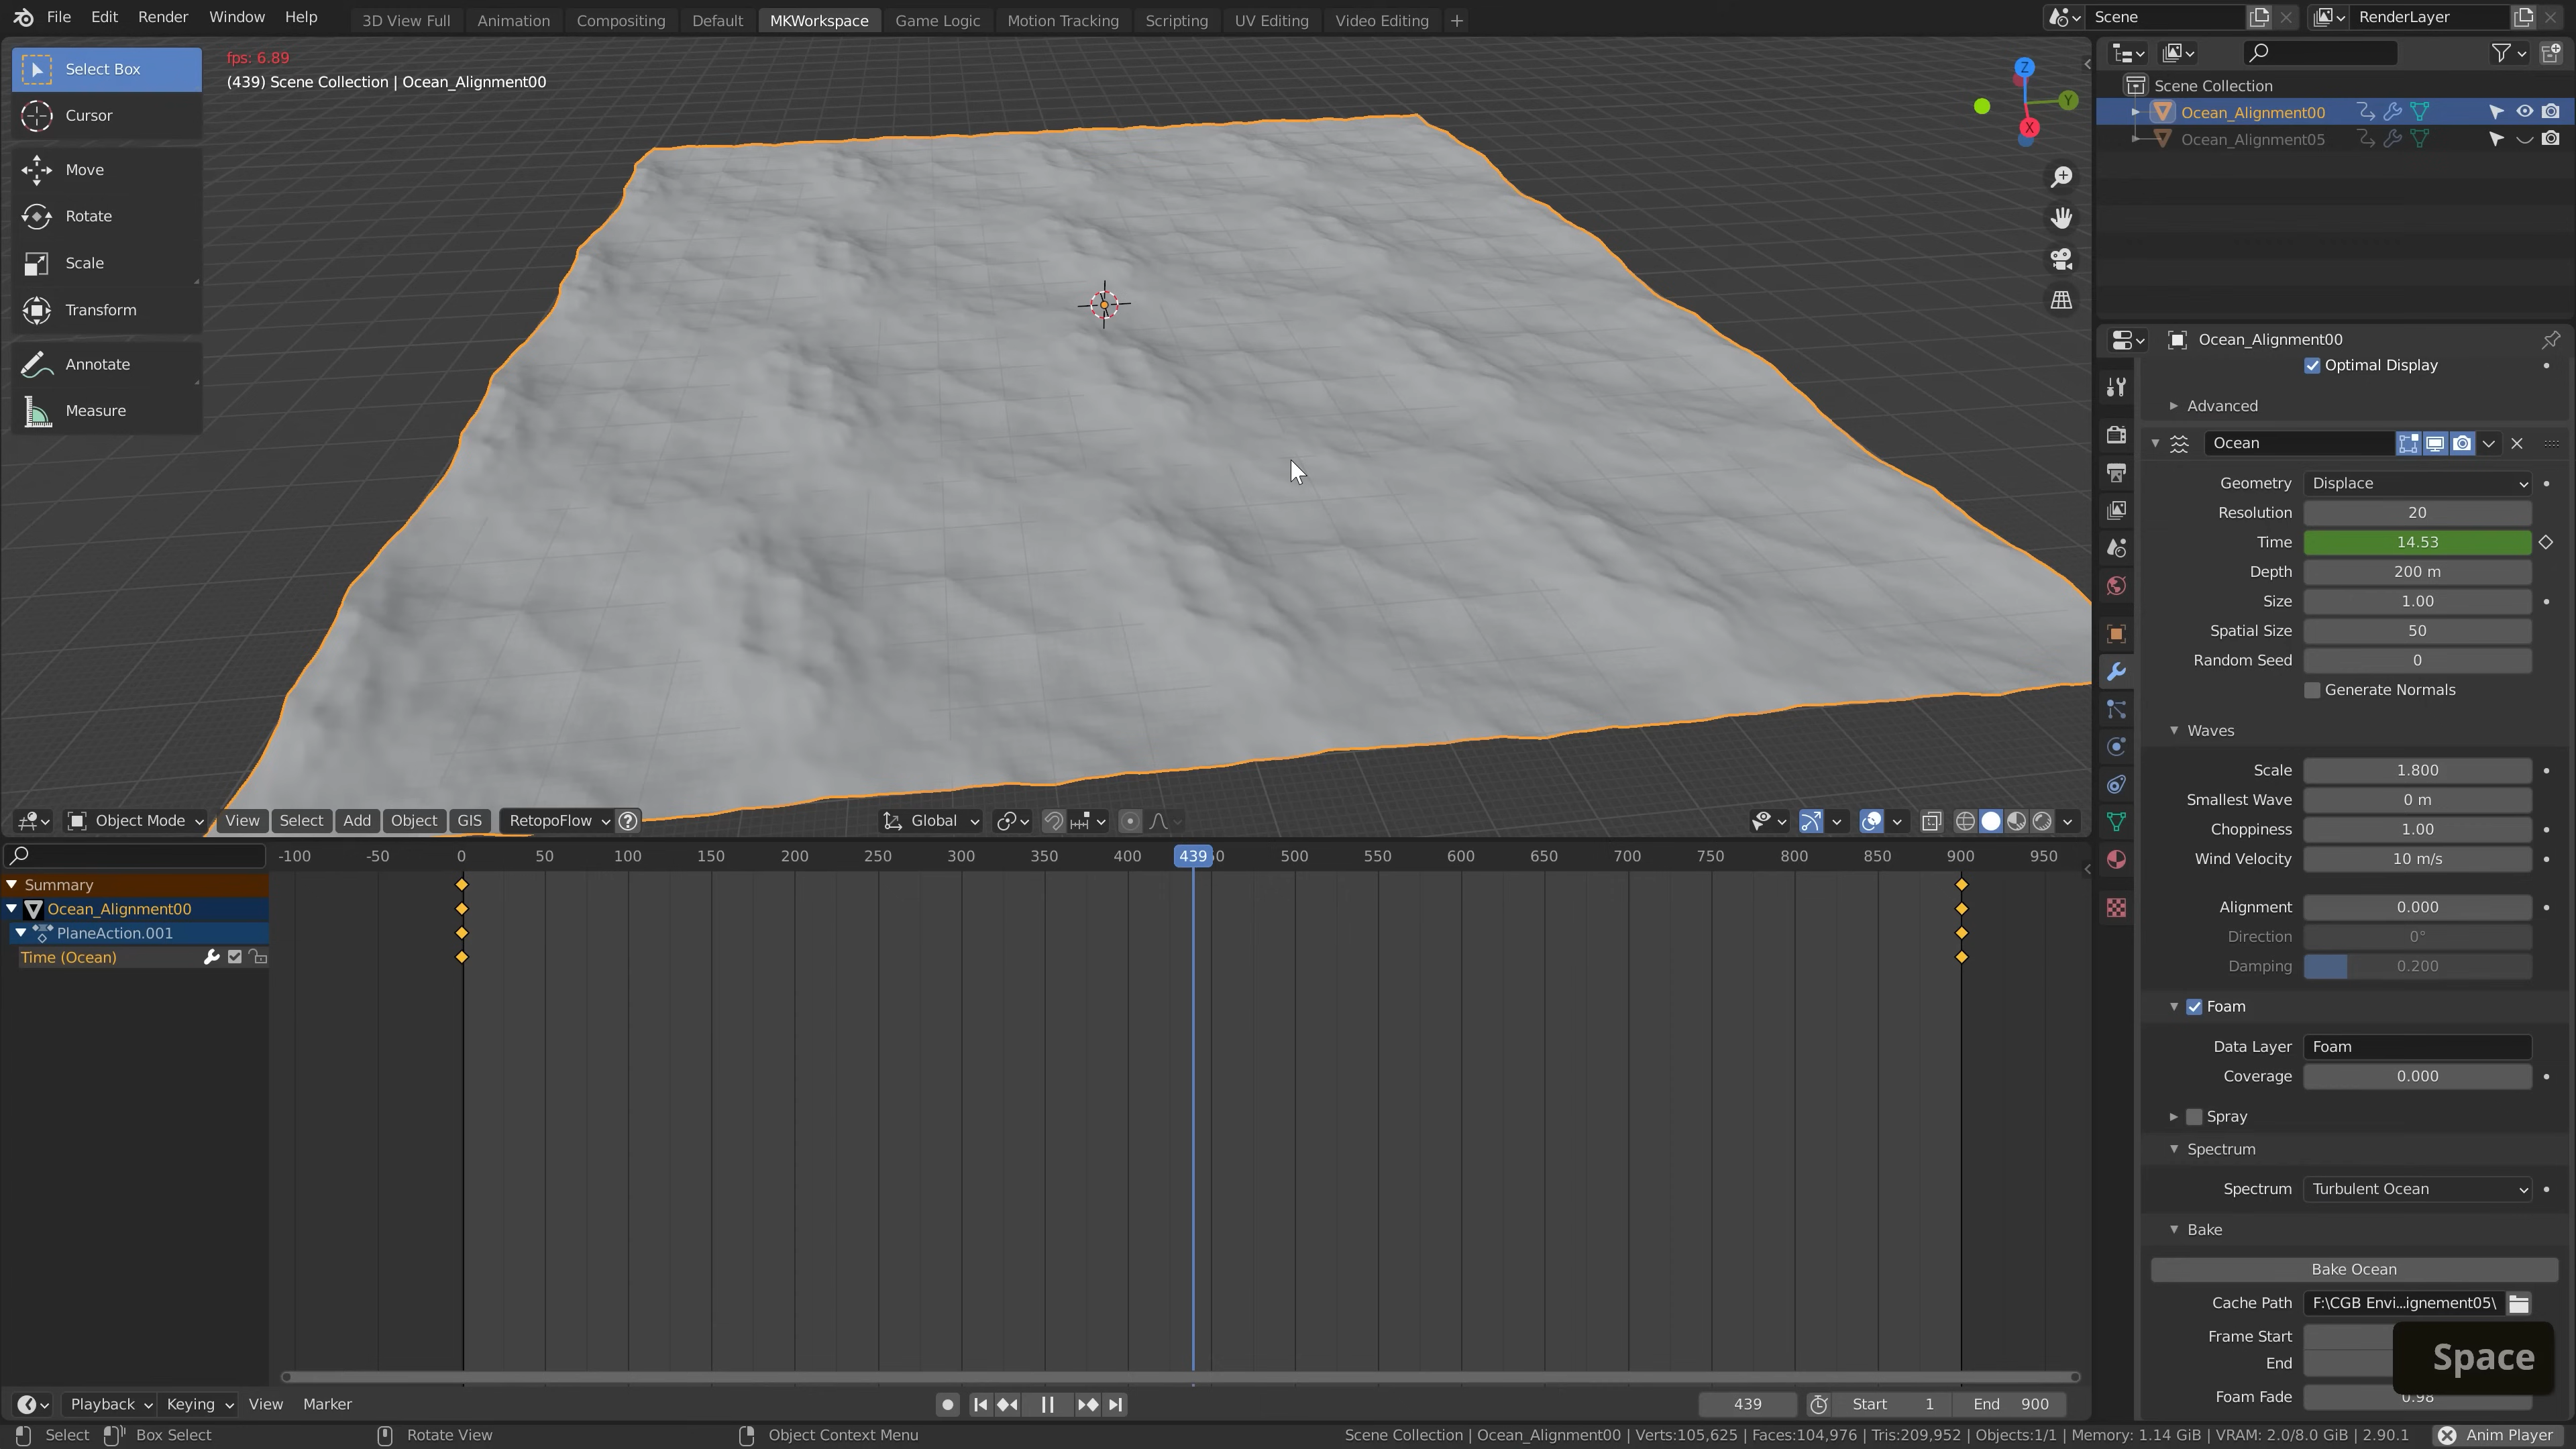 File Edit Render Window Help 3D View Full Animation Compositing Default MKWorkspace Game Logic Motion Tracking Scripting UV Editing Video Editing + Scene RenderLayer
Select Box
Cursor
Move
Rotate
Scale
Transform
Annotate
Measure
fps: 6.89
(439) Scene Collection | Ocean_Alignment00
Z
Y
X
Object Mode View Select Add Object GIS RetopoFlow Global
Scene Collection
Ocean_Alignment00
Ocean_Alignment05
Ocean_Alignment00
Optimal Display
Advanced
Ocean
Geometry Displace
Resolution 20
Time 14.53
Depth 200 m
Size 1.00
Spatial Size 50
Random Seed 0
Generate Normals
Waves
Scale 1.800
Smallest Wave 0 m
Choppiness 1.00
Wind Velocity 10 m/s
Alignment 0.000
Direction 0°
Damping 0.200
Foam
Data Layer Foam
Coverage 0.000
Spray
Spectrum
Spectrum Turbulent Ocean
Bake
Bake Ocean
Cache Path F:\CGB Envi...ignement05\
Frame Start
End
Foam Fade 0.98
Space
-100 -50 0 50 100 150 200 250 300 350 400 439 500 550 600 650 700 750 800 850 900 950
Summary
Ocean_Alignment00
PlaneAction.001
Time (Ocean)
Playback Keying View Marker 439 Start 1 End 900
Select Box Select Rotate View Object Context Menu Scene Collection | Ocean_Alignment00 | Verts:105,625 | Faces:104,976 | Tris:209,952 | Objects:1/1 | Memory: 1.14 GiB | VRAM: 2.0/8.0 GiB | 2.90.1 Anim Player